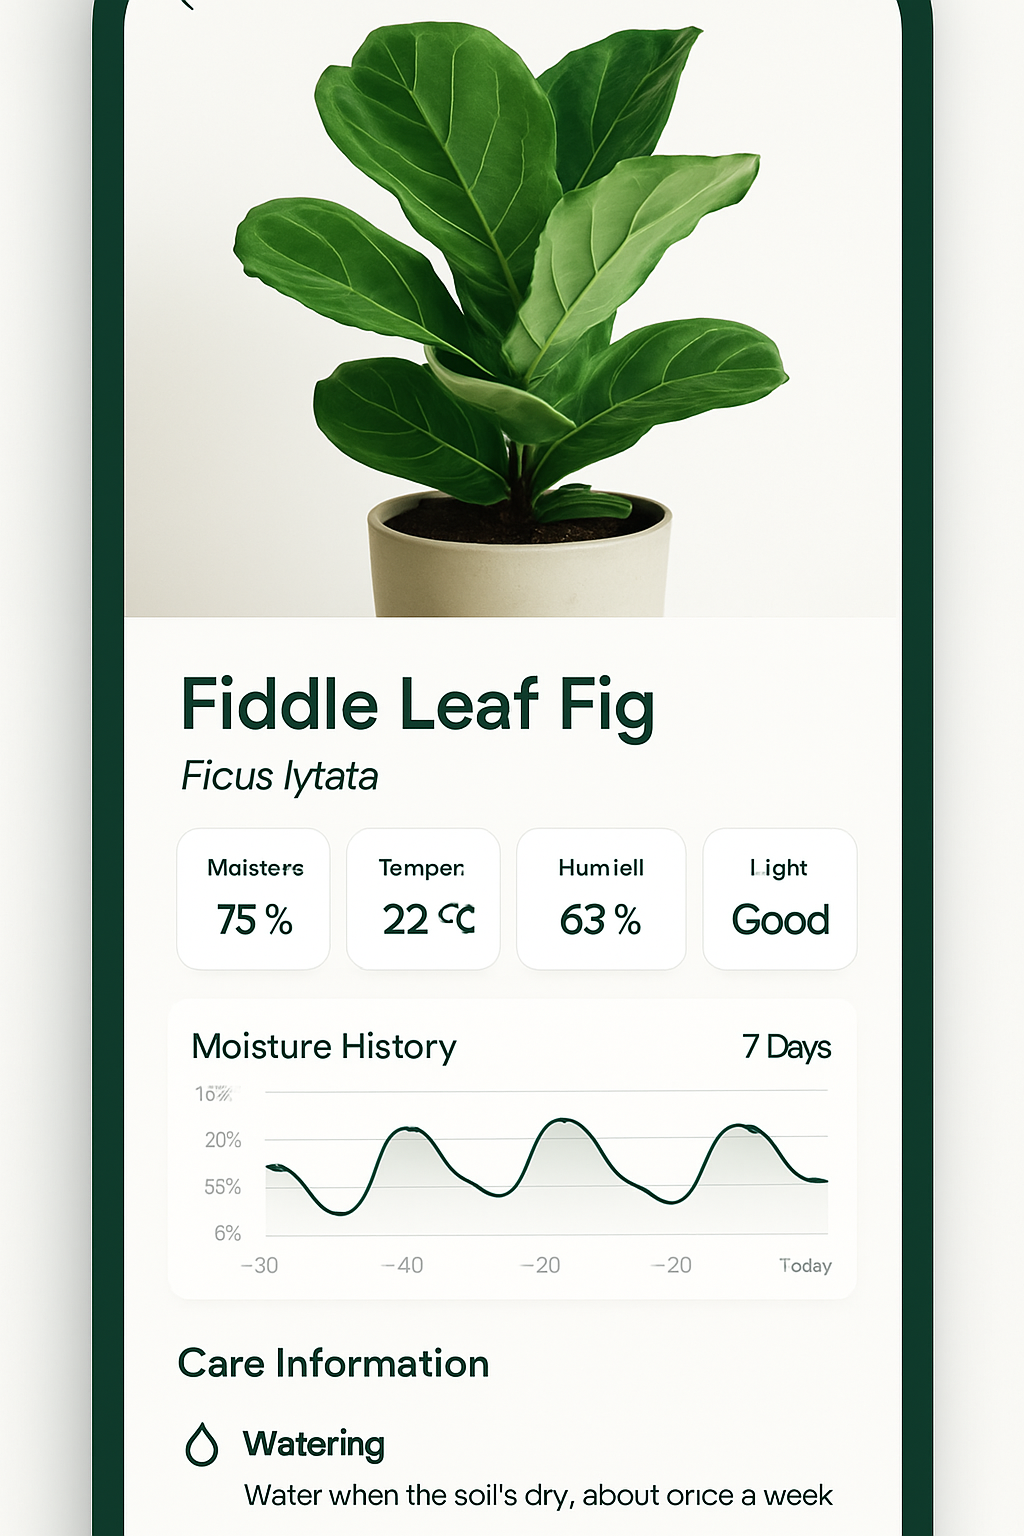 Fiddle Leaf Fig
Ficus lytata
Maisters Temper. Humiell Light
75 % 22 °C 63 % Good
Moisture History 7 Days
20%
55%
6%
−30 −40 −20 −20 Today
Care Information
Watering
Water when the soil's dry, about orice a week